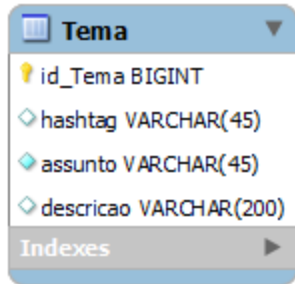 Tema
id_Tema BIGINT
hashtag VARCHAR(45)
assunto VARCHAR(45)
descricao VARCHAR(200)
Indexes